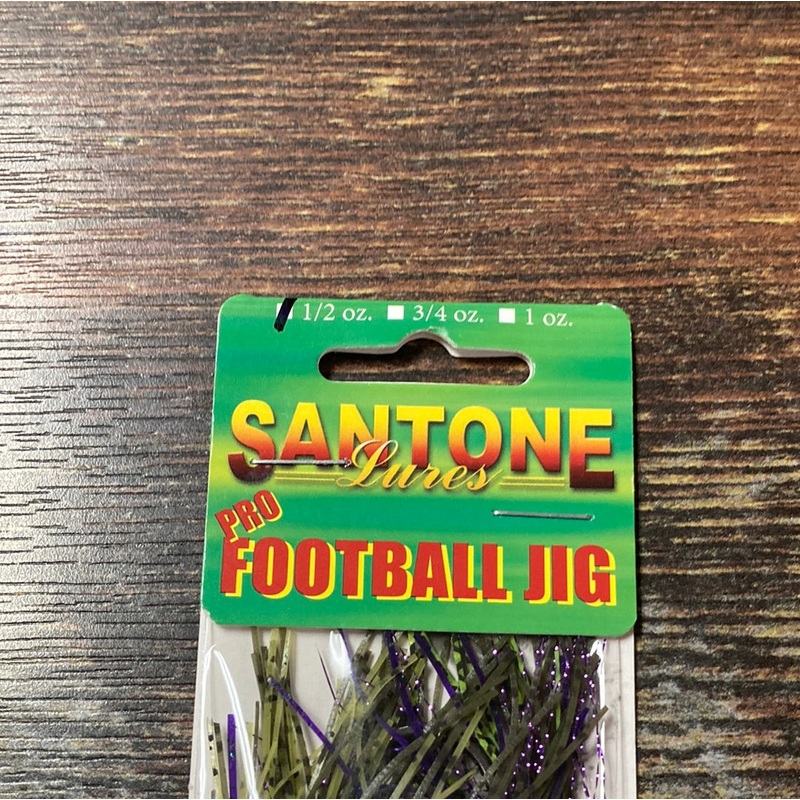 1/2 oz. 3/4 oz. 1 oz.
SANTONE
Lures
PRO
FOOTBALL JIG